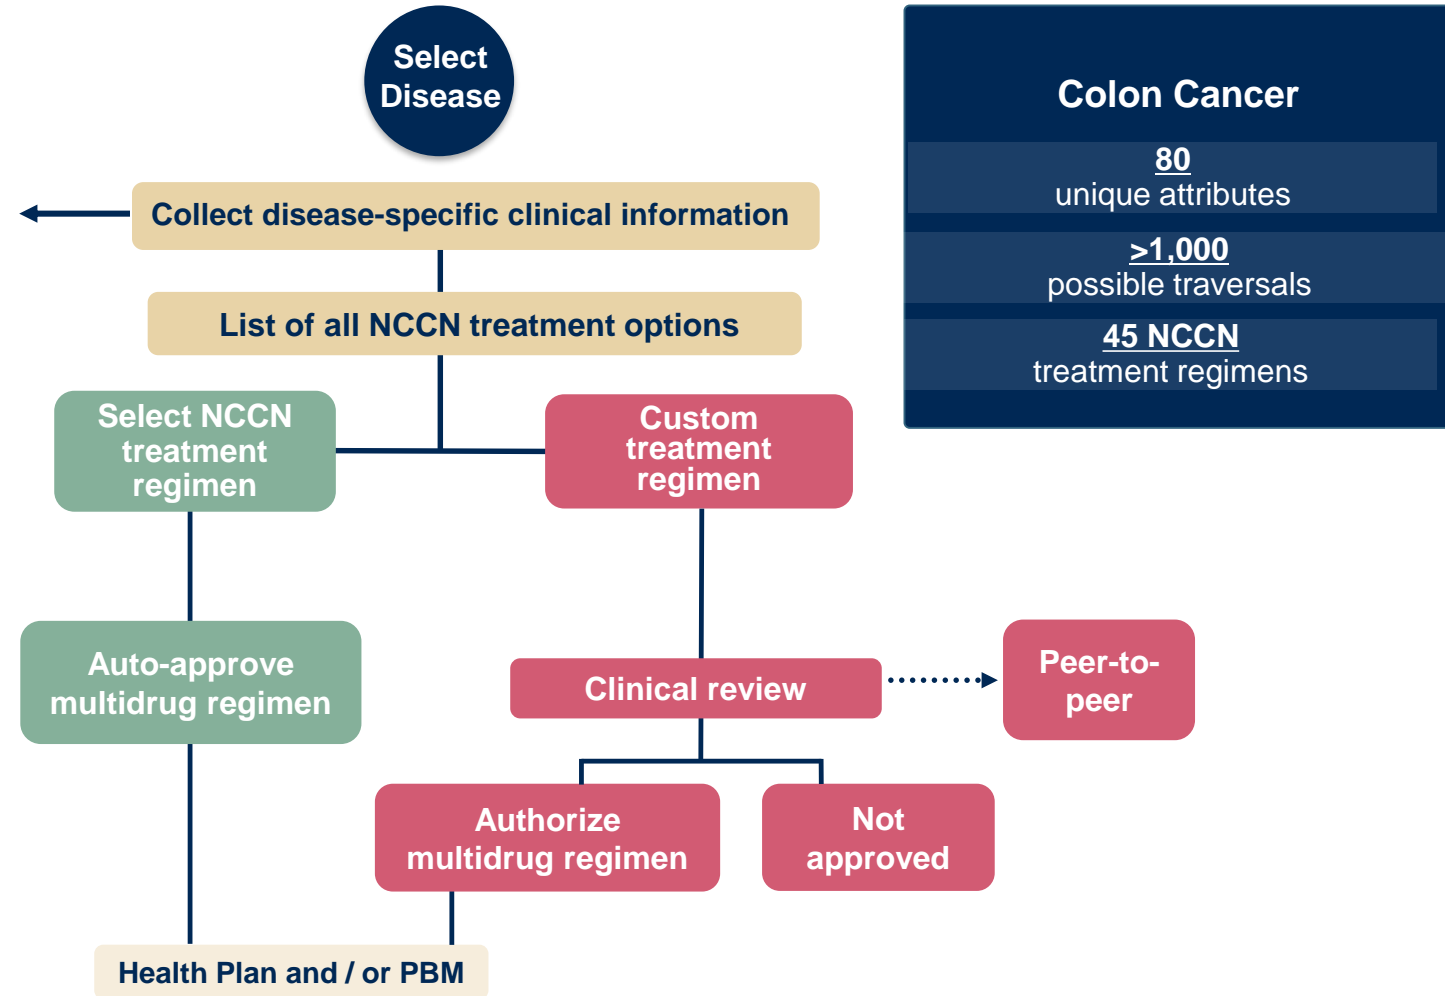 Select
Disease
Colon Cancer
80
unique attributes
>1,000
possible traversals
45 NCCN
treatment regimens
Collect disease-specific clinical information
List of all NCCN treatment options
Select NCCN
treatment
regimen
Custom
treatment
regimen
Auto-approve
multidrug regimen
Clinical review
Peer-to-
peer
Authorize
multidrug regimen
Not
approved
Health Plan and / or PBM